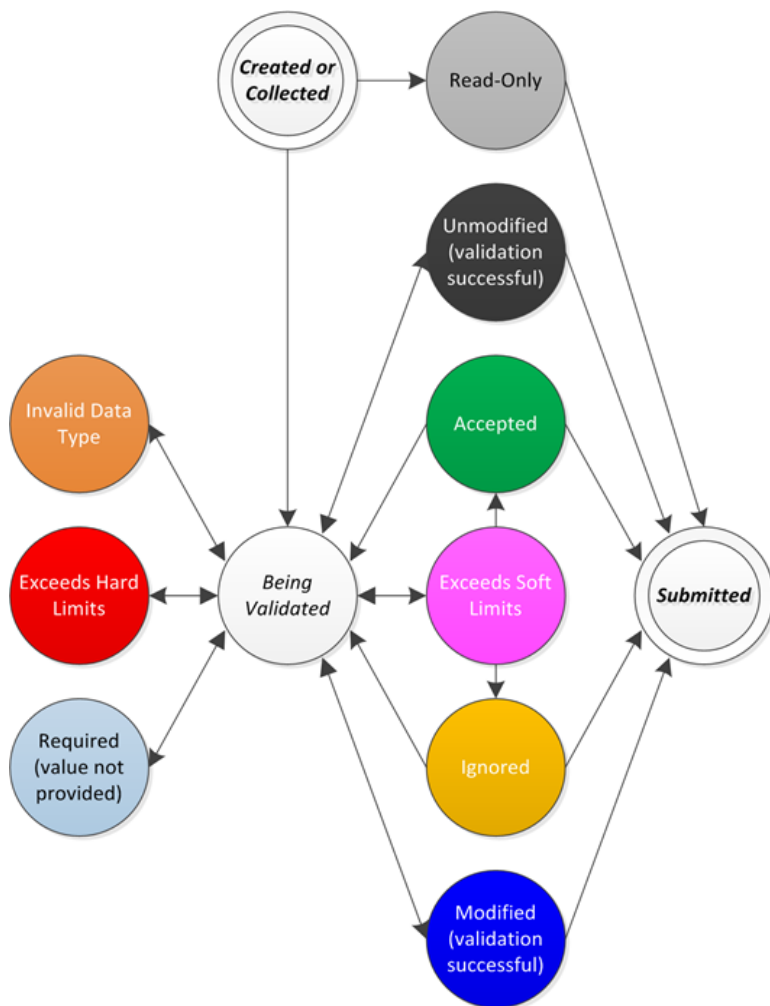 Created or
Collected
Read-Only
Unmodified
(validation
successful)
Invalid Data
Type
Accepted
Exceeds Hard
Limits
Being
Validated
Exceeds Soft
Limits
Submitted
Required
(value not
provided)
Ignored
Modified
(validation
successful)